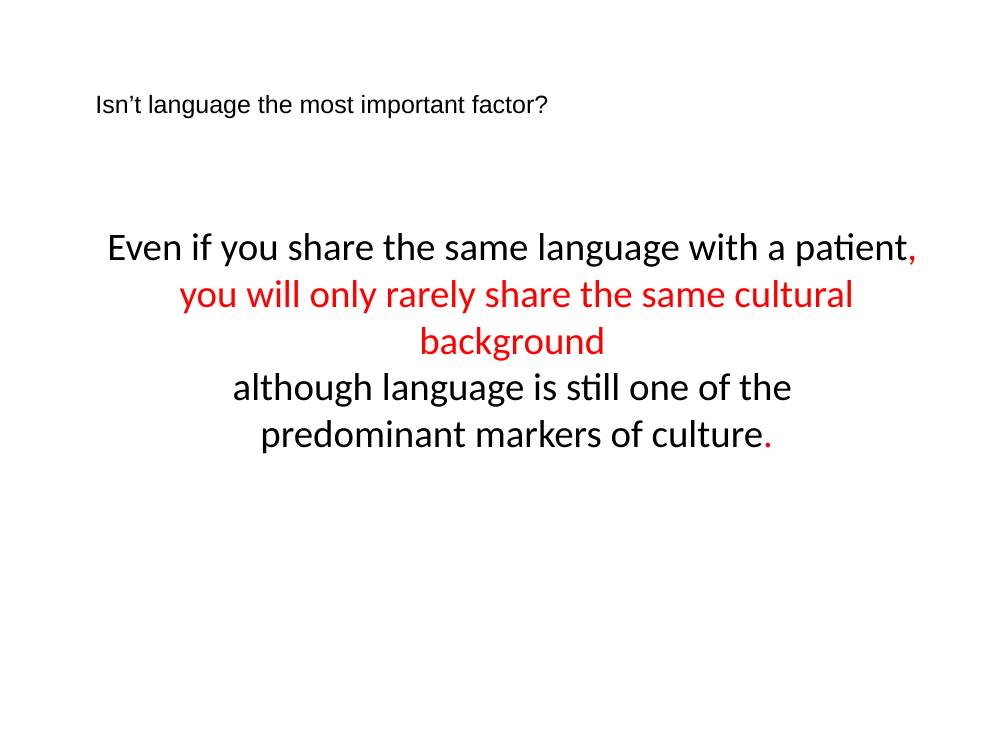 Isn’t language the most important factor?
Even if you share the same language with a patient,
you will only rarely share the same cultural
background
although language is still one of the
predominant markers of culture.